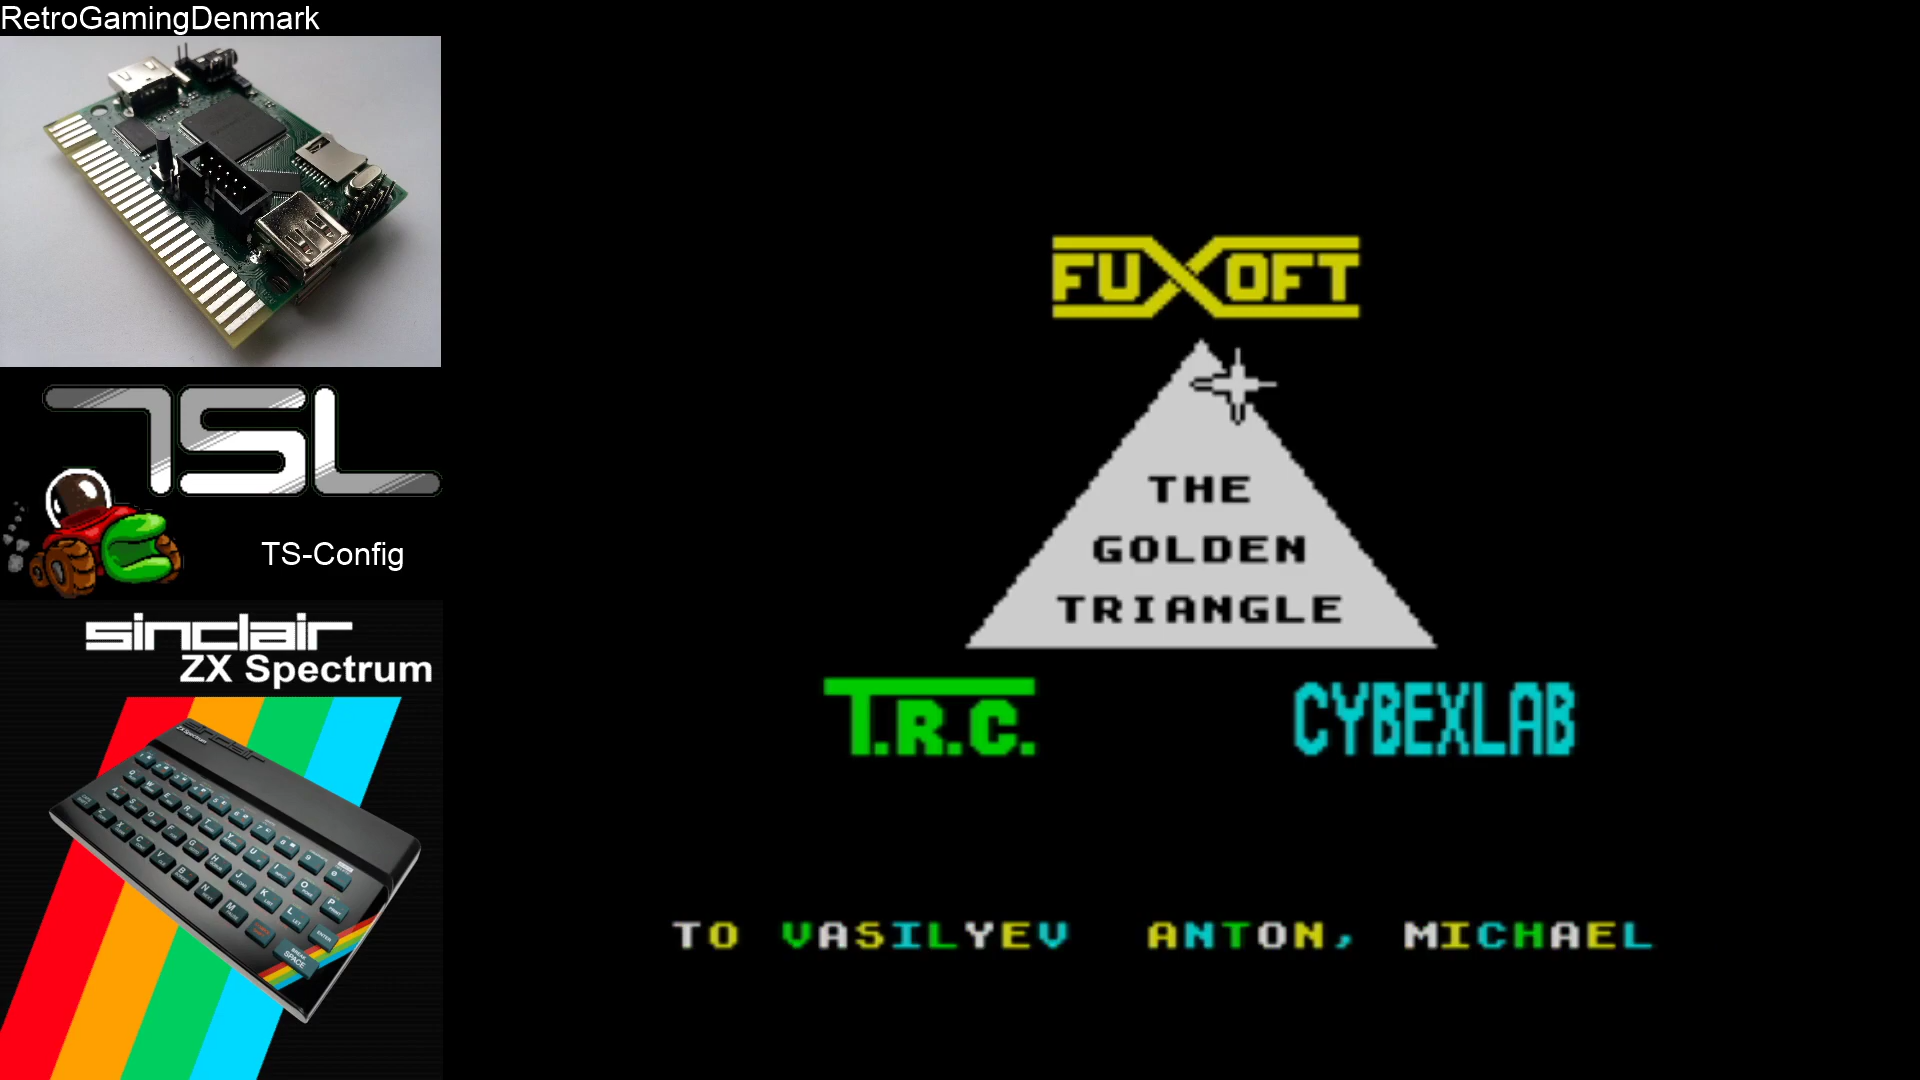 RetroGamingDenmark
TSL
TS-Config
sinclair
ZX Spectrum
FUXOFT
THE
GOLDEN
TRIANGLE
T.R.C.
CYBEXLAB
TO VASILYEV ANTON, MICHAEL